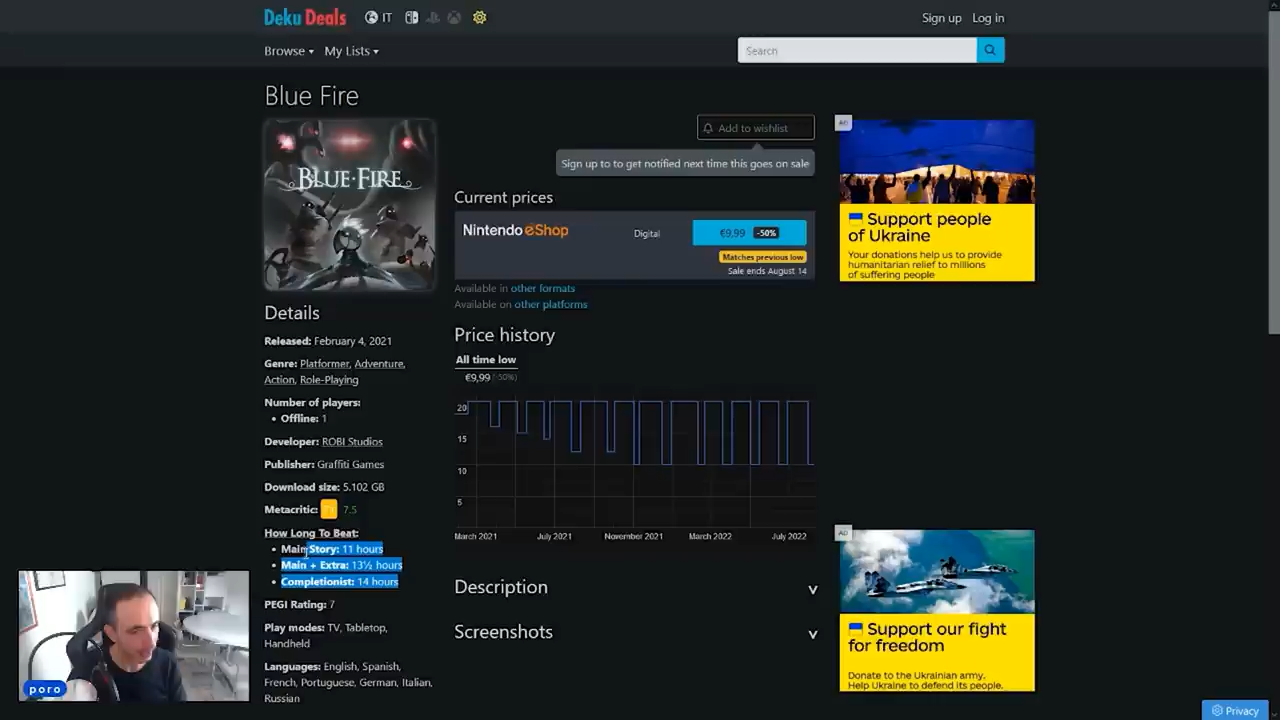 Deku Deals
IT
Sign up
Log in
Browse
My Lists
Search
Blue Fire
BLUE·FIRE
Add to wishlist
Sign up to to get notified next time this goes on sale
Current prices
Nintendo eShop
Digital
€9,99 -50%
Matches previous low
Sale ends August 14
Available in other formats
Available on other platforms
Price history
All time low
€9,99 (-50%)
20
15
10
5
March 2021
July 2021
November 2021
March 2022
July 2022
Description
Screenshots
Details
Released: February 4, 2021
Genre: Platformer, Adventure,
Action, Role-Playing
Number of players:
• Offline: 1
Developer: ROBI Studios
Publisher: Graffiti Games
Download size: 5.102 GB
Metacritic: 7.5
How Long To Beat:
• Main Story: 11 hours
• Main + Extra: 13½ hours
• Completionist: 14 hours
PEGI Rating: 7
Play modes: TV, Tabletop,
Handheld
Languages: English, Spanish,
French, Portuguese, German, Italian,
Russian
poro
AD
Support people
of Ukraine
Your donations help us to provide
humanitarian relief to millions
of suffering people
AD
Support our fight
for freedom
Donate to the Ukrainian army.
Help Ukraine to defend its people.
Privacy